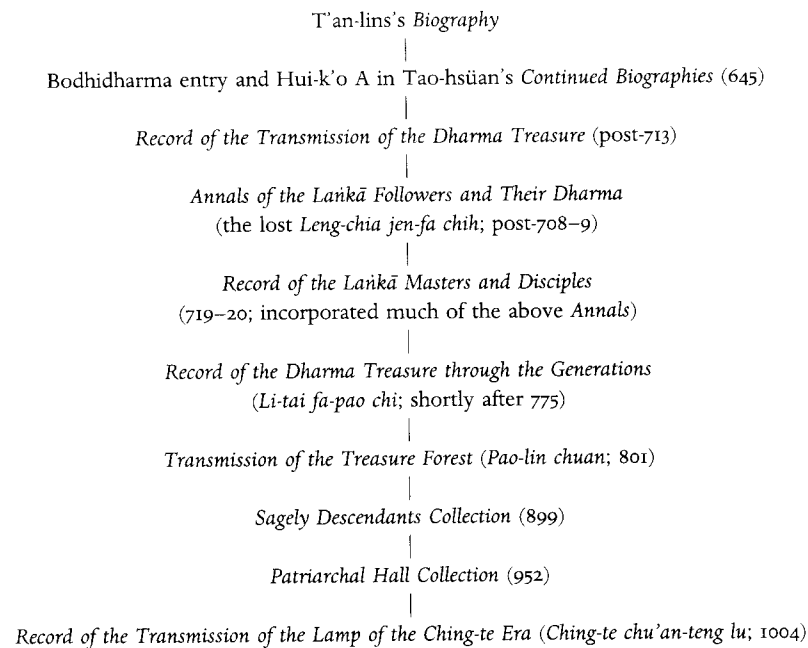 T'an-lins's Biography
Bodhidharma entry and Hui-k'o A in Tao-hsüan's Continued Biographies (645)
Record of the Transmission of the Dharma Treasure (post-713)
Annals of the Laṅkā Followers and Their Dharma
(the lost Leng-chia jen-fa chih; post-708–9)
Record of the Laṅkā Masters and Disciples
(719–20; incorporated much of the above Annals)
Record of the Dharma Treasure through the Generations
(Li-tai fa-pao chi; shortly after 775)
Transmission of the Treasure Forest (Pao-lin chuan; 801)
Sagely Descendants Collection (899)
Patriarchal Hall Collection (952)
Record of the Transmission of the Lamp of the Ching-te Era (Ching-te chu'an-teng lu; 1004)